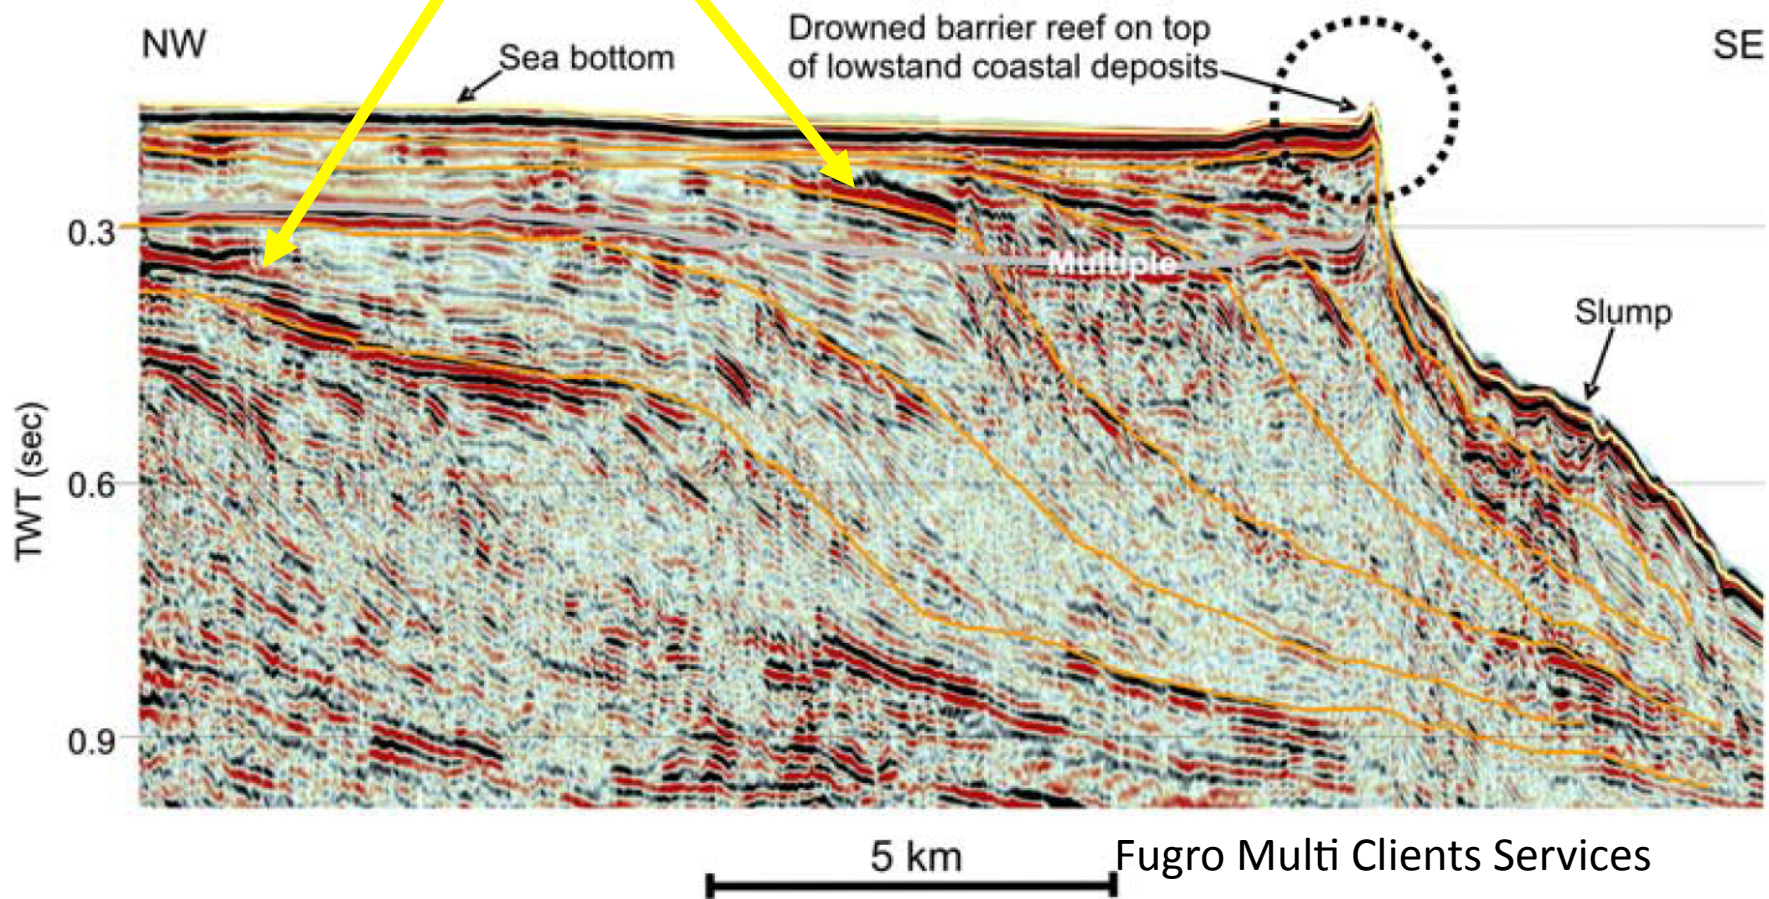 NW
Sea bottom
Drowned barrier reef on top
of lowstand coastal deposits
SE
0.3
Multiple
Slump
TWT (sec)
0.6
0.9
5 km
Fugro Multi Clients Services